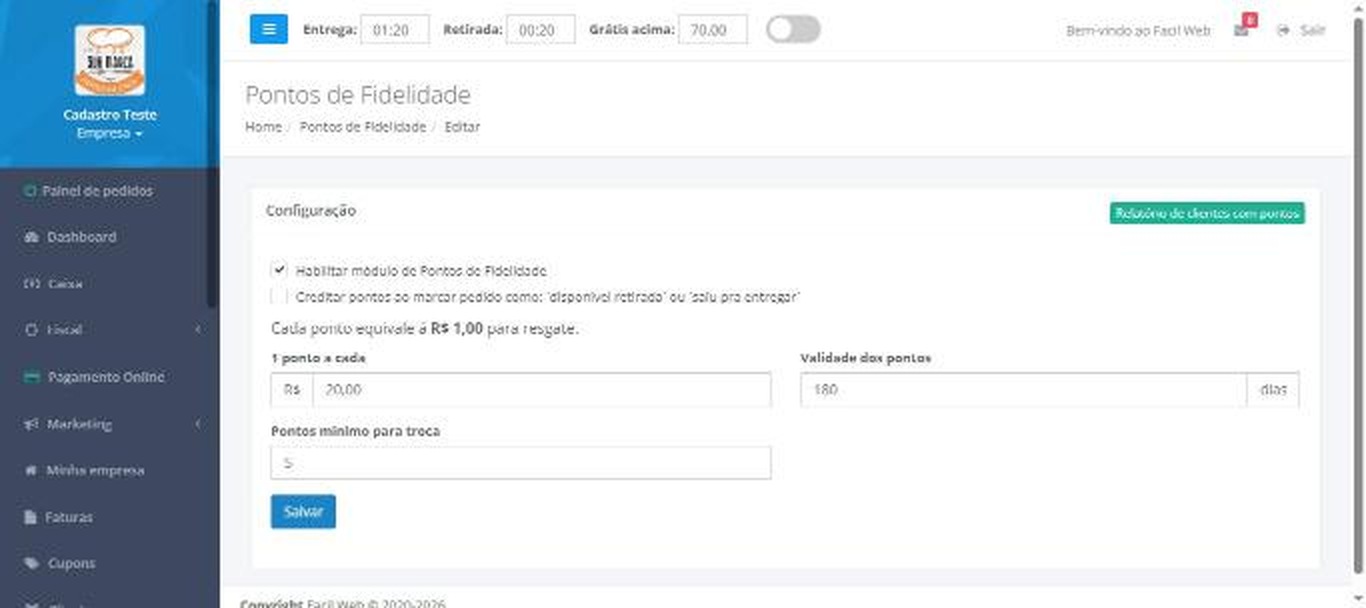 Entrega: 01:20 Retirada: 00:20 Grátis acima: 70.00
Bem-vindo ao Facil Web
Sair
SUA MARCA
Cadastro Teste
Empresa
Pontos de Fidelidade
Home / Pontos de Fidelidade / Editar
Painel de pedidos
Dashboard
Caixa
Fiscal
Pagamento Online
Marketing
Minha empresa
Faturas
Cupons
Configuração
Relatório de clientes com pontos
Habilitar módulo de Pontos de Fidelidade
Creditar pontos ao marcar pedido como: 'disponivel retirada' ou 'saiu pra entregar'
Cada ponto equivale á R$ 1,00 para resgate.
1 ponto a cada
R$ 20,00
Validade dos pontos
180 dias
Pontos minimo para troca
5
Salvar
Copyright Facil Web © 2020-2026